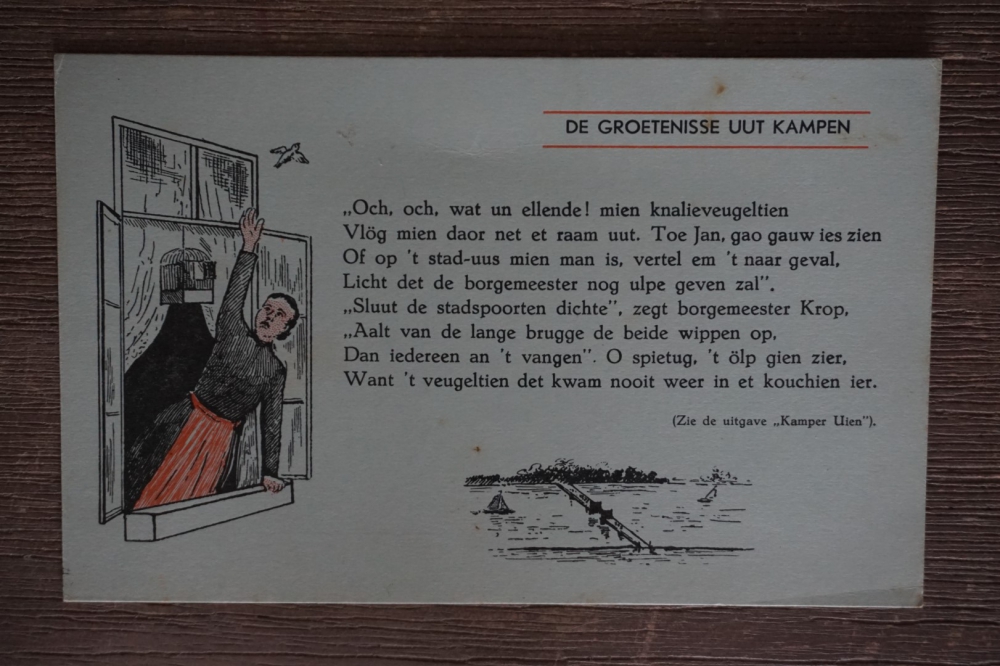 DE GROETENISSE UUT KAMPEN
„Och, och, wat un ellende! mien knalieveugeltien
Vlög mien daor net et raam uut. Toe Jan, gao gauw ies zien
Of op 't stad-uus mien man is, vertel em 't naar geval,
Licht det de borgemeester nog ulpe geven zal”.
„Sluut de stadspoorten dichte”, zegt borgemeester Krop,
„Aalt van de lange brugge de beide wippen op,
Dan iedereen an 't vangen”. O spietug, 't ölp gien zier,
Want 't veugeltien det kwam nooit weer in et kouchien ier.
(Zie de uitgave „Kamper Uien”).